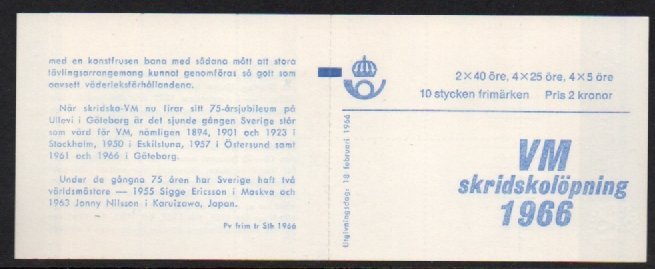 med en konstfrusen bana med sådana mått att stora
tävlingsarrangemang kunnat genomföras så gott som
oavsett väderleksförhållandena.
När skridsko-VM nu firar sitt 75-årsjubileum på
Ullevi i Göteborg är det sjunde gången Sverige står
som värd för VM, nämligen 1894, 1901 och 1923 i
Stockholm, 1950 i Eskilstuna, 1957 i Östersund samt
1961 och 1966 i Göteborg.
Under de gångna 75 åren har Sverige haft två
världsmästare — 1955 Sigge Ericsson i Moskva och
1963 Jonny Nilsson i Karuizawa, Japan.
Pv frim tr Sth 1966
Utgivningsdag: 18 februari 1966
2×40 öre, 4×25 öre, 4×5 öre
10 stycken frimärken Pris 2 kronor
VM
skridskolöpning
1966